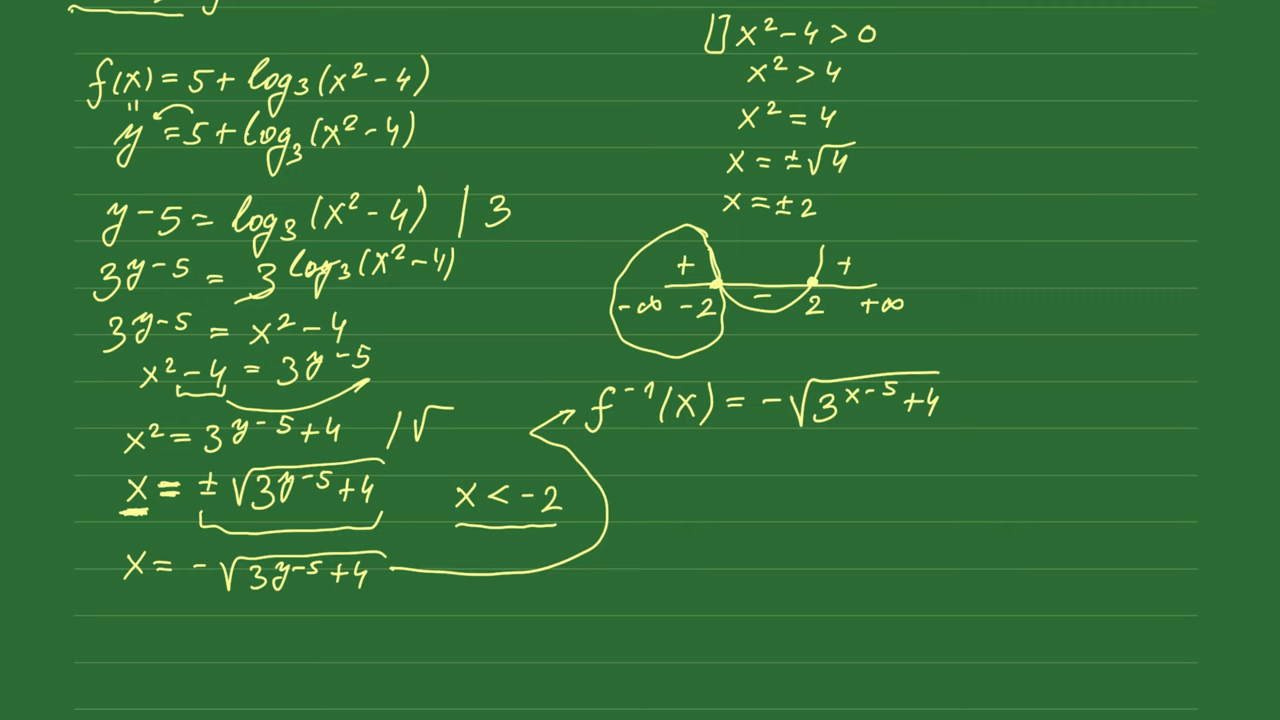 f(x) = 5 + log₃(x² - 4)
y = 5 + log₃(x² - 4)
y - 5 = log₃(x² - 4) | 3
3^(y-5) = 3^(log₃(x² - 4))
3^(y-5) = x² - 4
x² - 4 = 3^(y-5)
x² = 3^(y-5) + 4 / √
x = ± √(3^(y-5) + 4)
x < -2
x = - √(3^(y-5) + 4)
x² - 4 > 0
x² > 4
x² = 4
x = ± √4
x = ± 2
+ - +
-∞ -2 2 +∞
f⁻¹(x) = - √(3^(x-5) + 4)